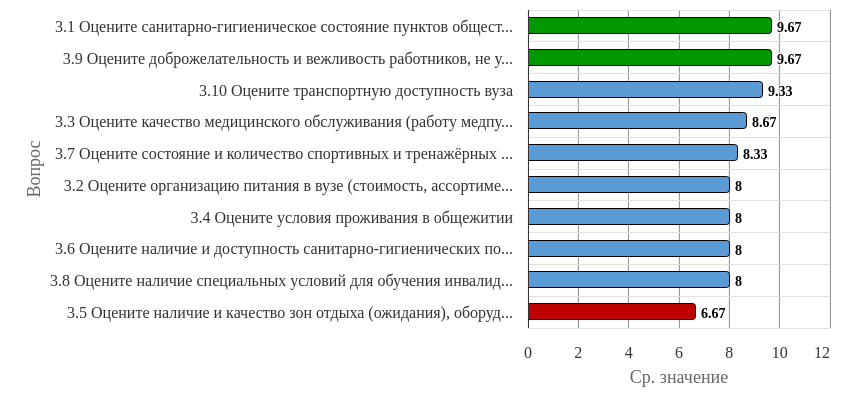 3.1 Оцените санитарно-гигиеническое состояние пунктов общест... 9.67
3.9 Оцените доброжелательность и вежливость работников, не у... 9.67
3.10 Оцените транспортную доступность вуза 9.33
3.3 Оцените качество медицинского обслуживания (работу медпу... 8.67
3.7 Оцените состояние и количество спортивных и тренажёрных ... 8.33
3.2 Оцените организацию питания в вузе (стоимость, ассортиме... 8
3.4 Оцените условия проживания в общежитии 8
3.6 Оцените наличие и доступность санитарно-гигиенических по... 8
3.8 Оцените наличие специальных условий для обучения инвалид... 8
3.5 Оцените наличие и качество зон отдыха (ожидания), оборуд... 6.67
Вопрос
0 2 4 6 8 10 12
Ср. значение